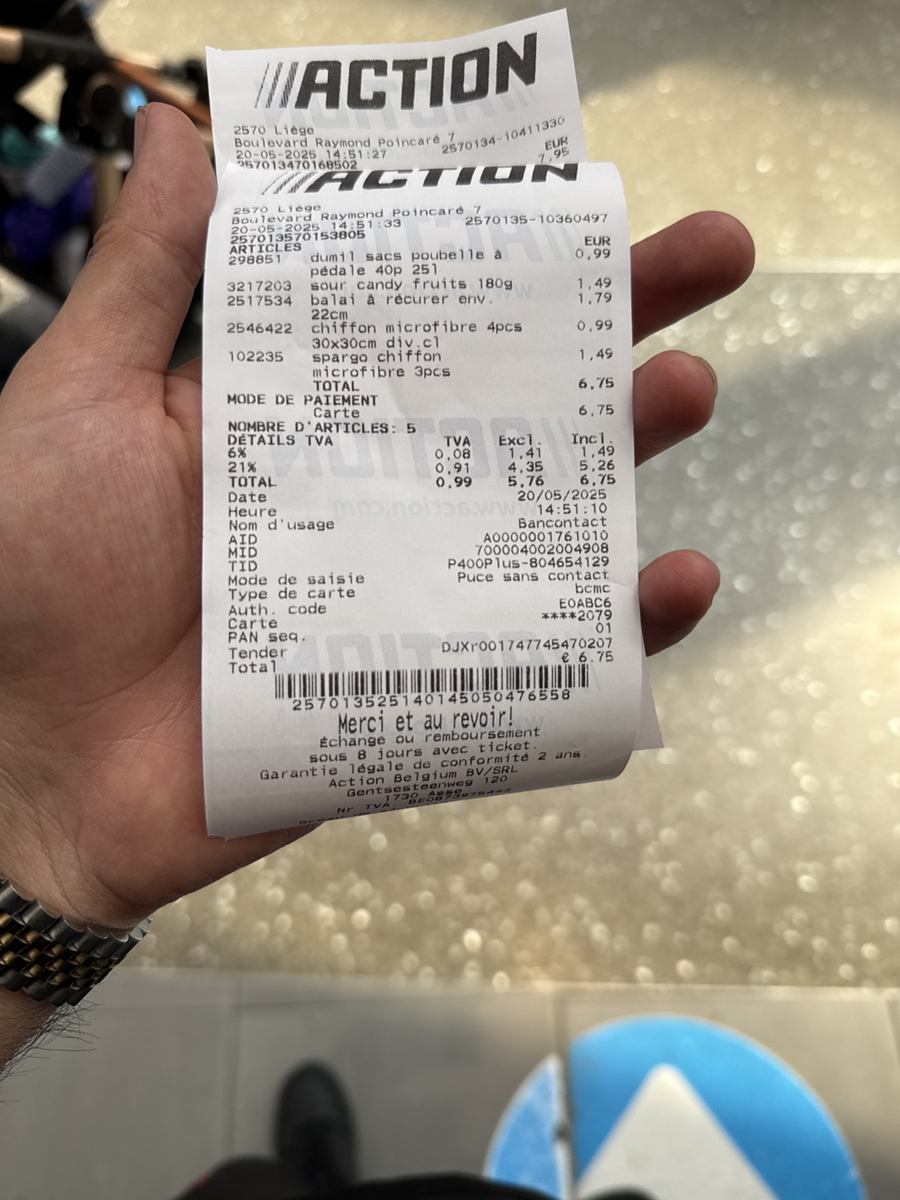 ACTION
2570 Liège
Boulevard Raymond Poincaré 7
20-05-2025 14:51:27 2570134-10411330
257013470168502 EUR
7,95
ACTION
2570 Liège
Boulevard Raymond Poincaré 7
20-05-2025 14:51:33 2570135-10360497
257013570153805
ARTICLES EUR
298851 dumil sacs poubelle à 0,99
pédale 40p 25l
3217203 sour candy fruits 180g 1,49
2517534 balai à récurer env. 1,79
22cm
2546422 chiffon microfibre 4pcs 0,99
30x30cm div.cl
102235 spargo chiffon 1,49
microfibre 3pcs
TOTAL 6,75
MODE DE PAIEMENT
Carte 6,75
NOMBRE D'ARTICLES: 5
DÉTAILS TVA TVA Excl. Incl.
6% 0,08 1,41 1,49
21% 0,91 4,35 5,26
TOTAL 0,99 5,76 6,75
Date 20/05/2025
Heure 14:51:10
Nom d'usage Bancontact
AID A0000001761010
MID 700004002004908
TID P400Plus-804654129
Mode de saisie Puce sans contact
Type de carte bcmc
Auth. code E0ABC6
Carte ****2079
PAN seq. 01
Tender DJXr001747745470207
Total € 6.75
2570135251401450504​76558
Merci et au revoir!
Échange ou remboursement
sous 8 jours avec ticket.
Garantie légale de conformité 2 ans.
Action Belgium BV/SRL
Gentsesteenweg 120
1730 Asse
Nr TVA.